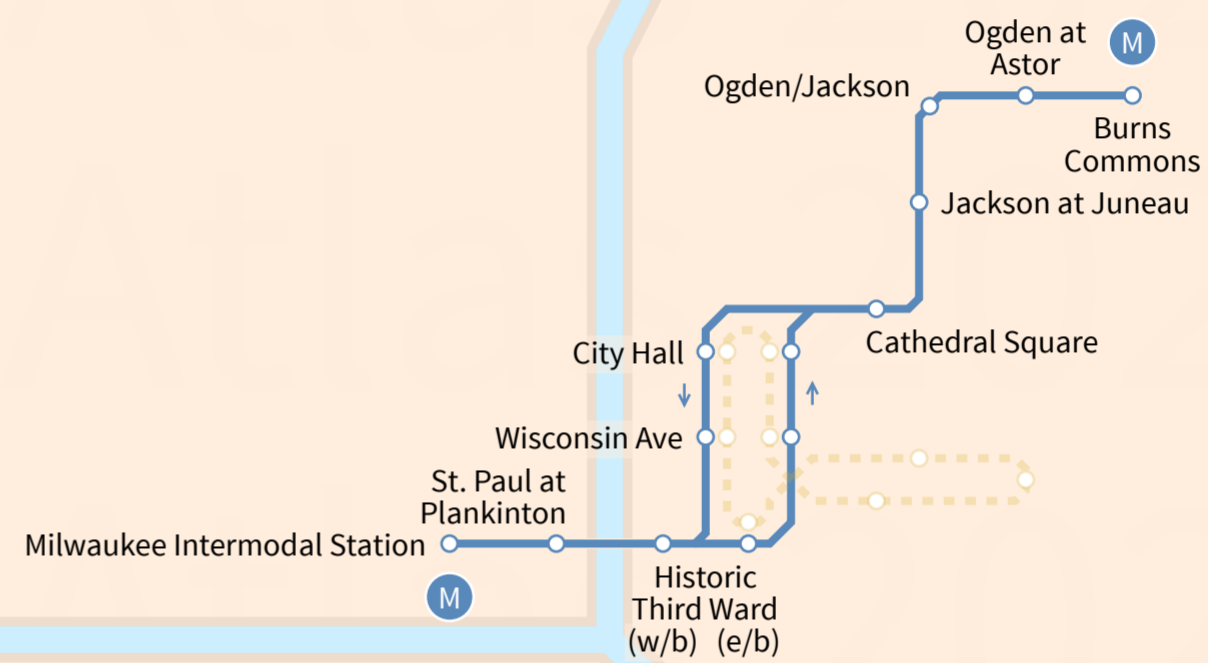 Ogden at
Astor
M
Ogden/Jackson
Burns
Commons
Jackson at Juneau
City Hall
Cathedral Square
Wisconsin Ave
St. Paul at
Plankinton
Milwaukee Intermodal Station
M
Historic
Third Ward
(w/b) (e/b)